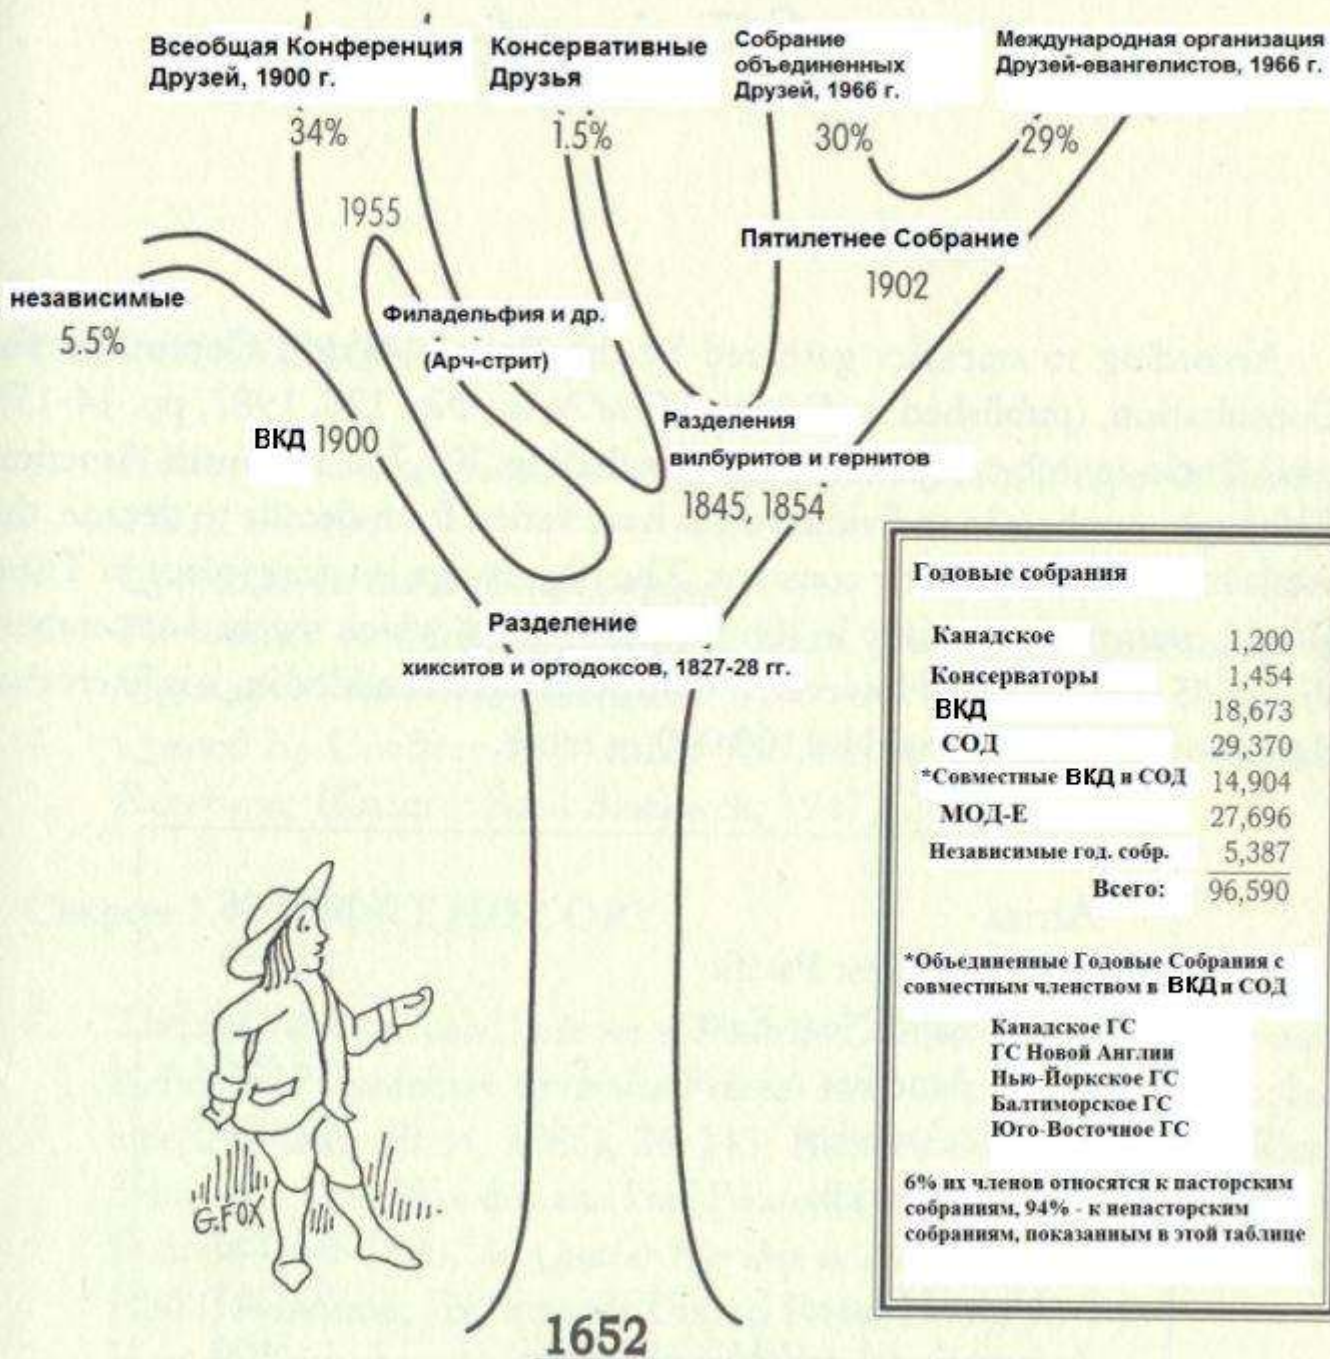 Всеобщая Конференция
Друзей, 1900 г.
34%
Консервативные
Друзья
1.5%
Собрание
объединенных
Друзей, 1966 г.
30%
Международная организация
Друзей-евангелистов, 1966 г.
29%
1955
Пятилетнее Собрание
1902
независимые
5.5%
Филадельфия и др.
(Арч-стрит)
ВКД 1900
Разделения
вилбуритов и гернитов
1845, 1854
Разделение
хикситов и ортодоксов, 1827-28 гг.
G.FOX
1652
Годовые собрания
Канадское 1,200
Консерваторы 1,454
ВКД 18,673
СОД 29,370
*Совместные ВКД и СОД 14,904
МОД-Е 27,696
Независимые год. собр. 5,387
Всего: 96,590
*Объединенные Годовые Собрания с
совместным членством в ВКД и СОД
Канадское ГС
ГС Новой Англии
Нью-Йоркское ГС
Балтиморское ГС
Юго-Восточное ГС
6% их членов относятся к пасторским
собраниям, 94% - к непасторским
собраниям, показанным в этой таблице